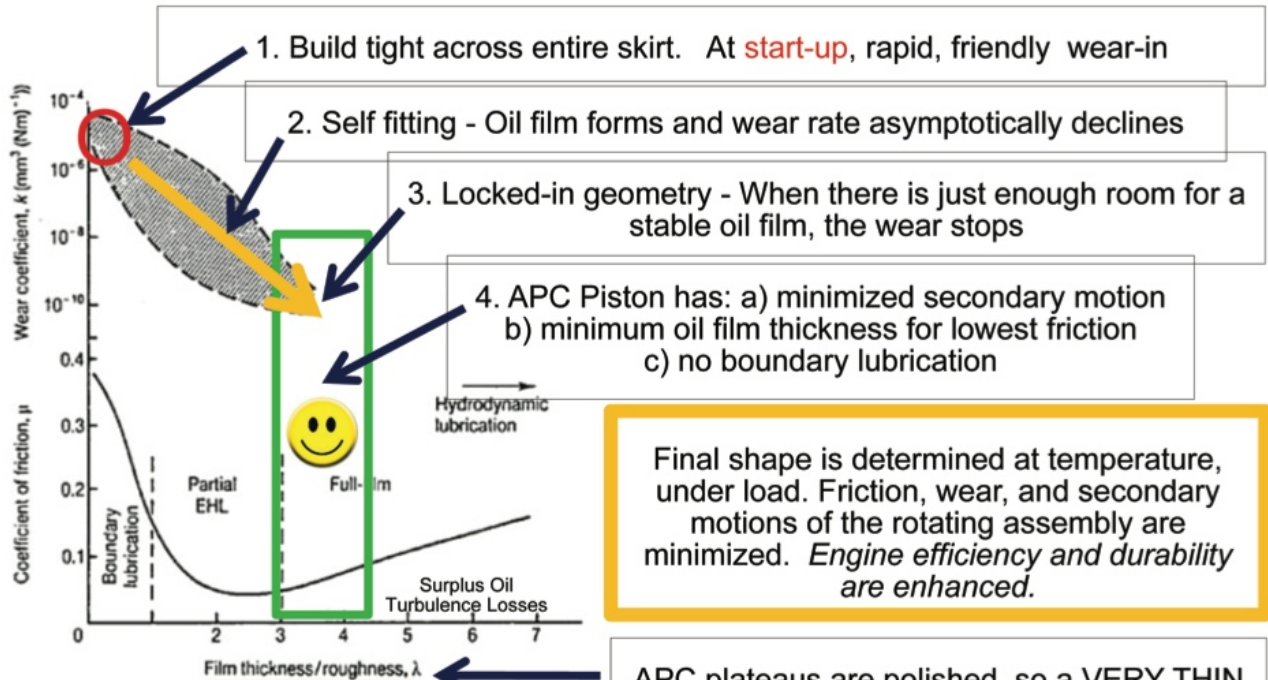 1. Build tight across entire skirt. At start-up, rapid, friendly wear-in
2. Self fitting - Oil film forms and wear rate asymptotically declines
3. Locked-in geometry - When there is just enough room for a
stable oil film, the wear stops
4. APC Piston has: a) minimized secondary motion
b) minimum oil film thickness for lowest friction
c) no boundary lubrication
Wear coefficient, k (mm³ (Nm)⁻¹))
10⁻⁴
10⁻⁶
10⁻⁸
10⁻¹⁰
Coefficient of friction, μ
0.4
0.3
0.2
0.1
Boundary
lubrication
Partial
EHL
Full-
Hydrodynamic
lubrication
Surplus Oil
Turbulence Losses
0 2 3 4 5 6 7
Film thickness/roughness, λ
Final shape is determined at temperature,
under load. Friction, wear, and secondary
motions of the rotating assembly are
minimized. Engine efficiency and durability
are enhanced.
APC plateaus are polished, so a VERY THIN